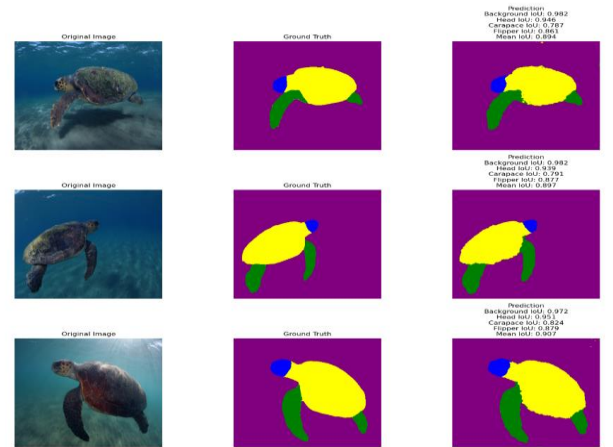 Prediction
Background IoU: 0.982
Head IoU: 0.946
Carapace IoU: 0.787
Flipper IoU: 0.861
Original Image
Ground Truth
Mean IoU: 0.894
Prediction
Background IoU: 0.982
Head IoU: 0.939
Carapace IoU: 0.791
Flipper IoU: 0.877
Original Image
Ground Truth
Mean IoU: 0.897
Prediction
Background IoU: 0.972
Head IoU: 0.951
Carapace IoU: 0.824
Flipper IoU: 0.879
Original Image
Ground Truth
Mean IoU: 0.907